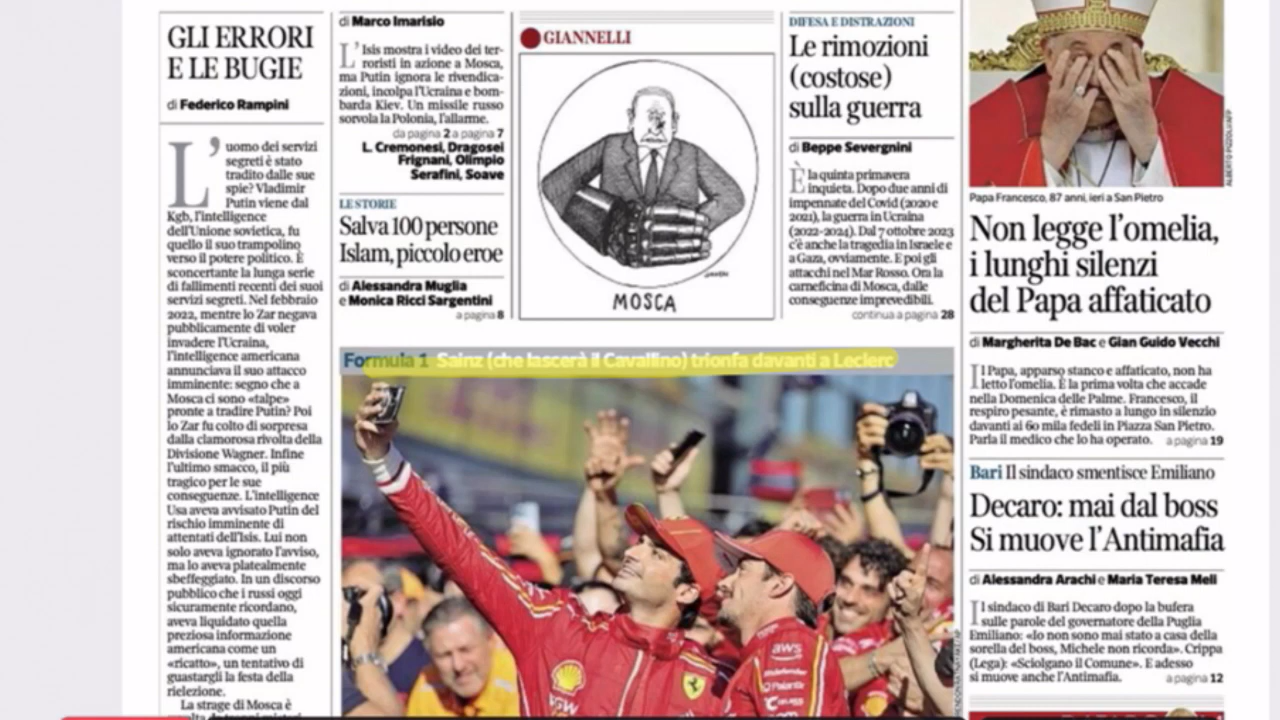 GLI ERRORI
E LE BUGIE
di Federico Rampini
L'uomo dei servizi
segreti è stato
tradito dalle sue
spie? Vladimir
Putin viene dal
Kgb, l'intelligence
dell'Unione sovietica, fu
quello il suo trampolino
verso il potere politico. È
sconcertante la lunga serie
di fallimenti recenti dei suoi
servizi segreti. Nel febbraio
2022, mentre lo Zar negava
pubblicamente di voler
invadere l'Ucraina,
l'intelligence americana
annunciava il suo attacco
imminente: segno che a
Mosca ci sono «talpe»
pronte a tradire Putin? Poi
lo Zar fu colto di sorpresa
dalla clamorosa rivolta della
Divisione Wagner. Infine
l'ultimo smacco, il più
tragico per le sue
conseguenze. L'intelligence
Usa aveva avvisato Putin del
rischio imminente di
attentati dell'Isis. Lui non
solo aveva ignorato l'avviso,
ma lo aveva platealmente
sbeffeggiato. In un discorso
pubblico che i russi oggi
sicuramente ricordano,
aveva liquidato quella
preziosa informazione
americana come un
«ricatto», un tentativo di
guastargli la festa della
rielezione.
La strage di Mosca è
di Marco Imarisio
L'Isis mostra i video dei ter-
roristi in azione a Mosca,
ma Putin ignora le rivendica-
zioni, incolpa l'Ucraina e bom-
barda Kiev. Un missile russo
sorvola la Polonia, l'allarme.
da pagina 2 a pagina 7
L. Cremonesi, Dragosei
Frignani, Olimpio
Serafini, Soave
LE STORIE
Salva 100 persone
Islam, piccolo eroe
di Alessandra Muglia
e Monica Ricci Sargentini
a pagina 8
GIANNELLI
MOSCA
DIFESA E DISTRAZIONI
Le rimozioni
(costose)
sulla guerra
di Beppe Severgnini
È la quinta primavera
inquieta. Dopo due anni di
impennate del Covid (2020 e
2021), la guerra in Ucraina
(2022-2024). Dal 7 ottobre 2023
c'è anche la tragedia in Israele e
a Gaza, ovviamente. E poi gli
attacchi nel Mar Rosso. Ora la
carneficina di Mosca, dalle
conseguenze imprevedibili.
continua a pagina 28
Formula 1 Sainz (che lascerà il Cavallino) trionfa davanti a Leclerc
aws
Palantir
ALBERTO PIZZOLI/AFP
Papa Francesco, 87 anni, ieri a San Pietro
Non legge l'omelia,
i lunghi silenzi
del Papa affaticato
di Margherita De Bac e Gian Guido Vecchi
Il Papa, apparso stanco e affaticato, non ha
letto l'omelia. È la prima volta che accade
nella Domenica delle Palme. Francesco, il
respiro pesante, è rimasto a lungo in silenzio
davanti ai 60 mila fedeli in Piazza San Pietro.
Parla il medico che lo ha operato. a pagina 19
Bari Il sindaco smentisce Emiliano
Decaro: mai dal boss
Si muove l'Antimafia
di Alessandra Arachi e Maria Teresa Meli
Il sindaco di Bari Decaro dopo la bufera
sulle parole del governatore della Puglia
Emiliano: «Io non sono mai stato a casa della
sorella del boss, Michele non ricorda». Crippa
(Lega): «Sciolgano il Comune». E adesso
si muove anche l'Antimafia. a pagina 12